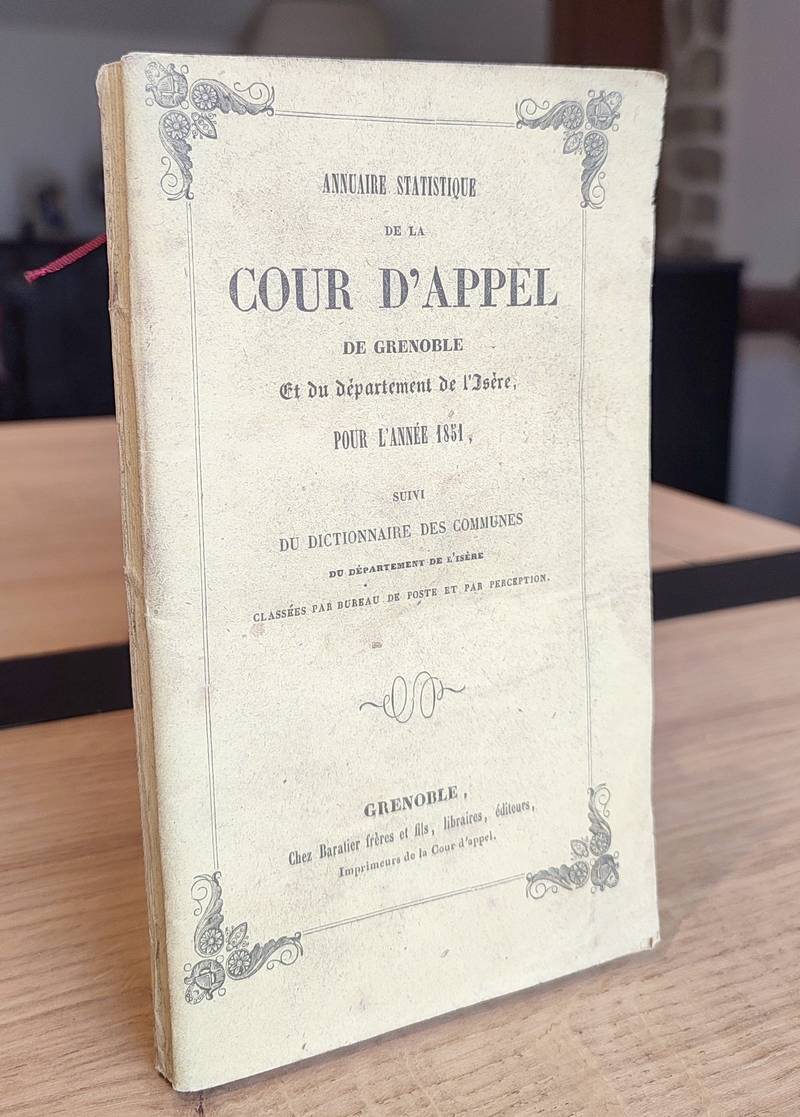 ANNUAIRE STATISTIQUE
DE LA
COUR D'APPEL
DE GRENOBLE
Et du département de l'Isère,
POUR L'ANNÉE 1851,
SUIVI
DU DICTIONNAIRE DES COMMUNES
DU DÉPARTEMENT DE L'ISÈRE
CLASSÉES PAR BUREAU DE POSTE ET PAR PERCEPTION.
GRENOBLE,
Chez Baratier frères et fils, libraires, éditeurs,
Imprimeurs de la Cour d'appel.